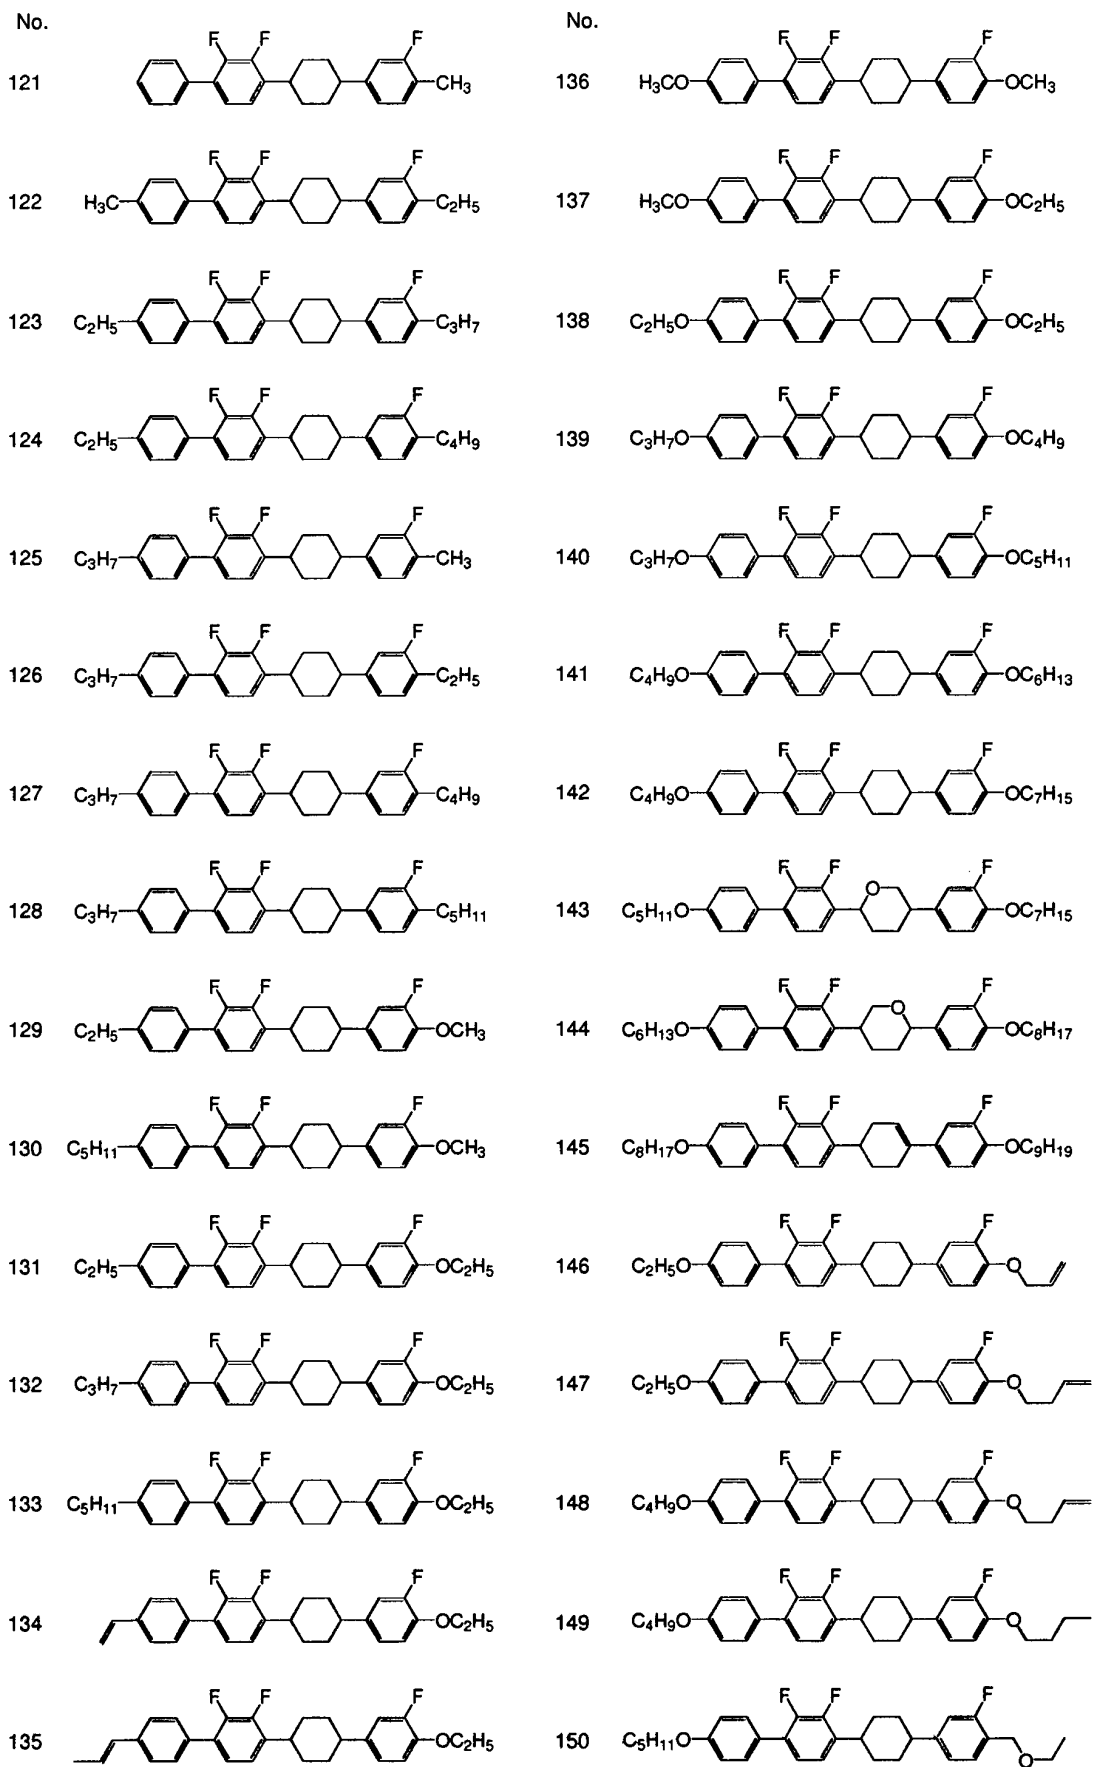 No.
F F F
121 CH3
F F F
122 H3C C2H5
F F F
123 C2H5 C3H7
F F F
124 C2H5 C4H9
F F F
125 C3H7 CH3
F F F
126 C3H7 C2H5
F F F
127 C3H7 C4H9
F F F
128 C3H7 C5H11
F F F
129 C2H5 OCH3
F F F
130 C5H11 OCH3
F F F
131 C2H5 OC2H5
F F F
132 C3H7 OC2H5
F F F
133 C5H11 OC2H5
F F F
134 OC2H5
F F F
135 OC2H5
No.
F F F
136 H3CO OCH3
F F F
137 H3CO OC2H5
F F F
138 C2H5O OC2H5
F F F
139 C3H7O OC4H9
F F F
140 C3H7O OC5H11
F F F
141 C4H9O OC6H13
F F F
142 C4H9O OC7H15
F F F
O
143 C5H11O OC7H15
F F F
O
144 C6H13O OC8H17
F F F
145 C8H17O OC9H19
F F F
146 C2H5O O
F F F
147 C2H5O O
F F F
148 C4H9O O
F F F
149 C4H9O O
F F F
150 C5H11O
O